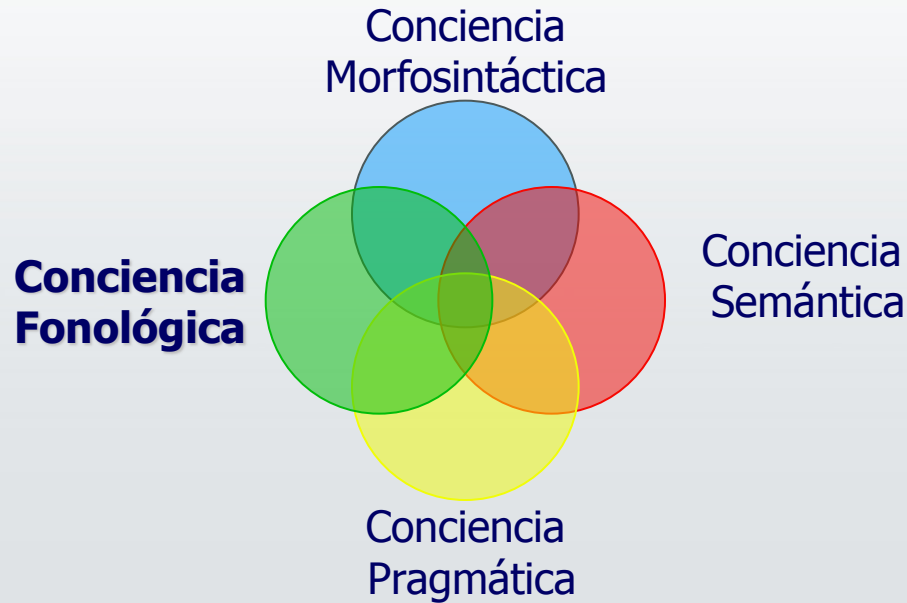 Conciencia
Morfosintáctica
Conciencia
Fonológica
Conciencia
Semántica
Conciencia
Pragmática